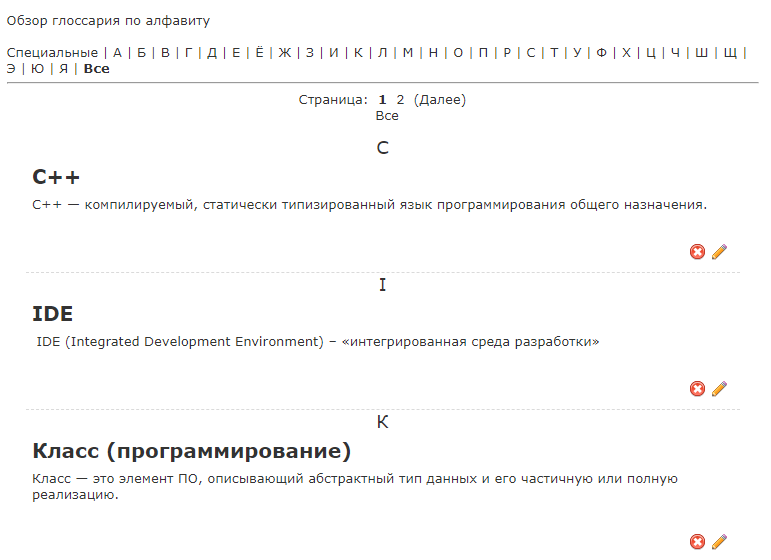 Обзор глоссария по алфавиту
Специальные | А | Б | В | Г | Д | Е | Ё | Ж | З | И | К | Л | М | Н | О | П | Р | С | Т | У | Ф | Х | Ц | Ч | Ш | Щ |
Э | Ю | Я | Все
Страница: 1 2 (Далее)
Все
C
C++
C++ — компилируемый, статически типизированный язык программирования общего назначения.
I
IDE
IDE (Integrated Development Environment) – «интегрированная среда разработки»
К
Класс (программирование)
Класс — это элемент ПО, описывающий абстрактный тип данных и его частичную или полную
реализацию.